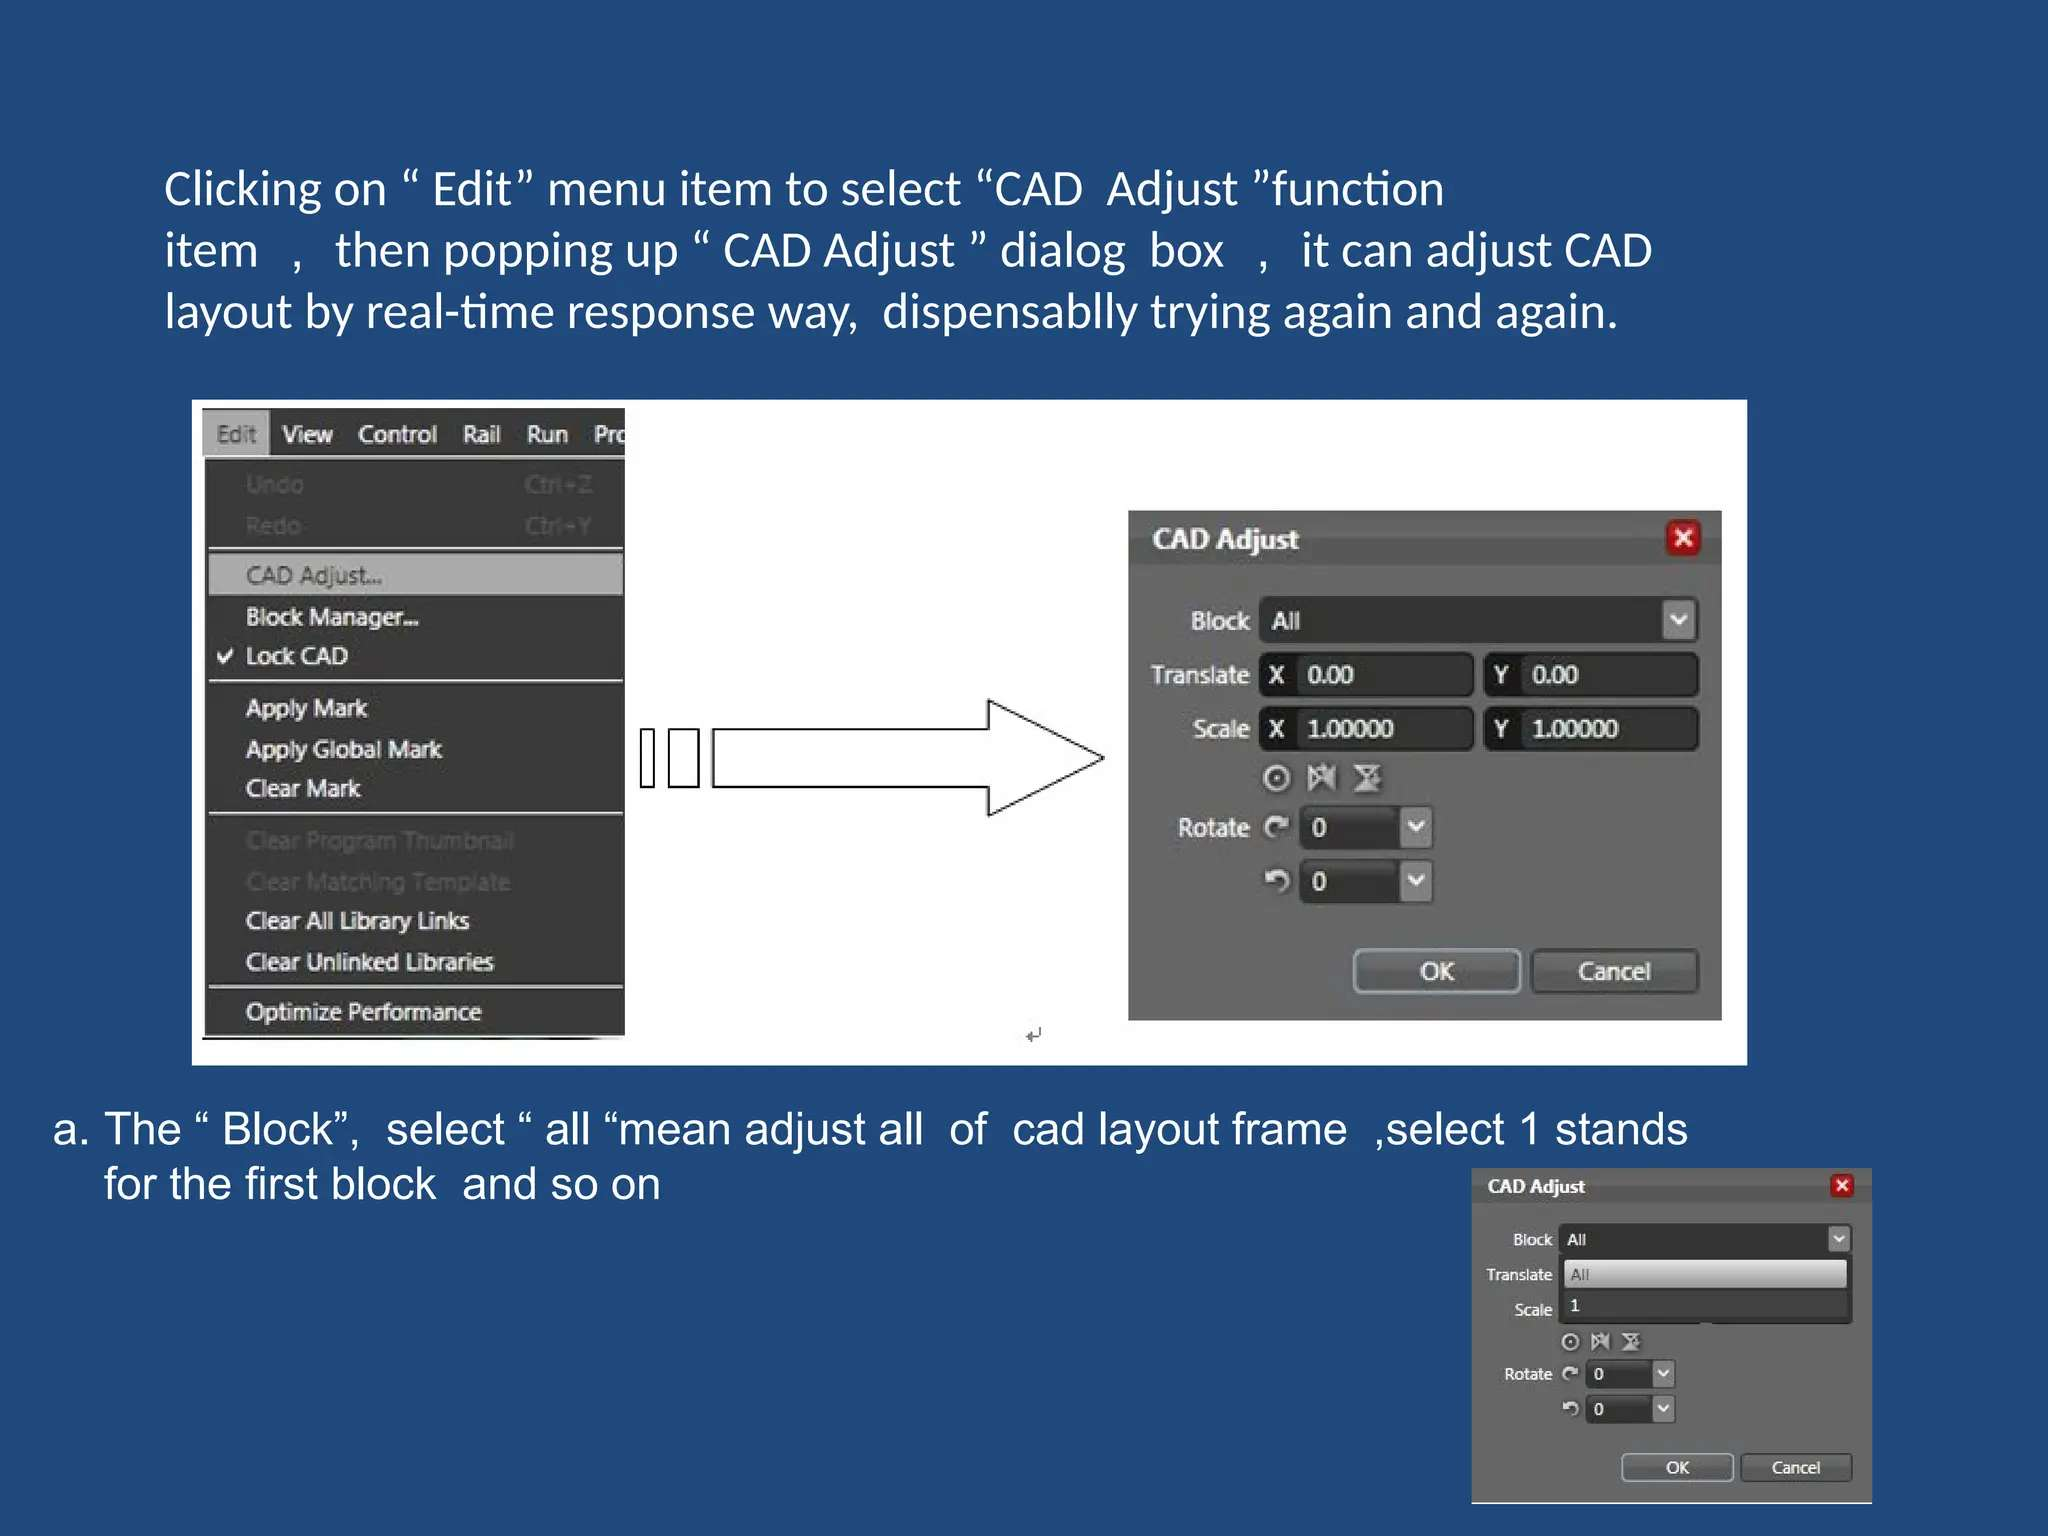 Clicking on “ Edit” menu item to select “CAD  Adjust ”function
item ， then popping up “ CAD Adjust ” dialog  box ， it can adjust CAD
layout by real-time response way,  dispensablly trying again and again.
Edit View Control Rail Run Pro
Undo Ctrl+Z
Redo Ctrl+Y
CAD Adjust...
Block Manager...
Lock CAD
Apply Mark
Apply Global Mark
Clear Mark
Clear Program Thumbnail
Clear Matching Template
Clear All Library Links
Clear Unlinked Libraries
Optimize Performance
CAD Adjust
Block All
Translate X 0.00 Y 0.00
Scale X 1.00000 Y 1.00000
Rotate 0
0
OK Cancel
a. The “ Block”,  select “ all “mean adjust all  of  cad layout frame  ,select 1 stands
for the first block  and so on
CAD Adjust
Block All
Translate All
Scale 1
Rotate 0
0
OK Cancel